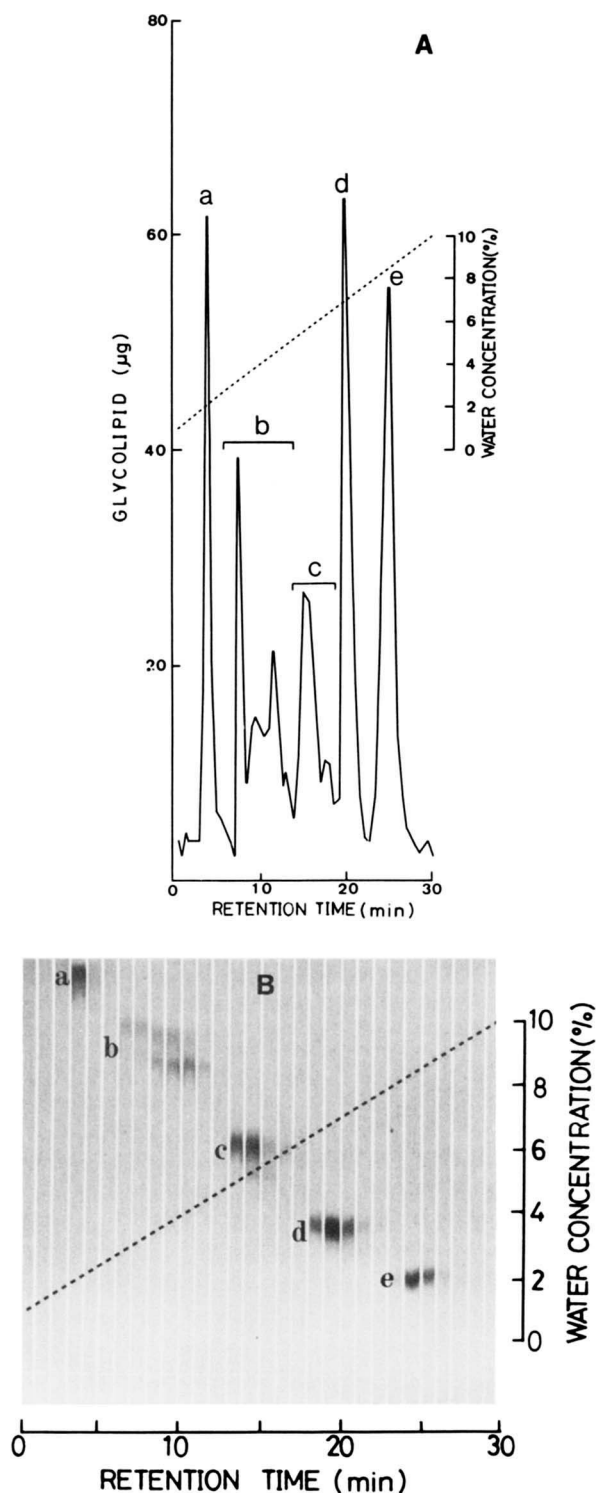 80
A
a
d
60
10
8
e
6
4
2
0
WATER CONCENTRATION(%)
b
GLYCOLIPID (µg)
40
c
20
0
10
20
30
RETENTION TIME (min)
a
B
b
10
8
c
6
d
4
e
2
0
WATER CONCENTRATION(%)
0
10
20
30
RETENTION TIME (min)